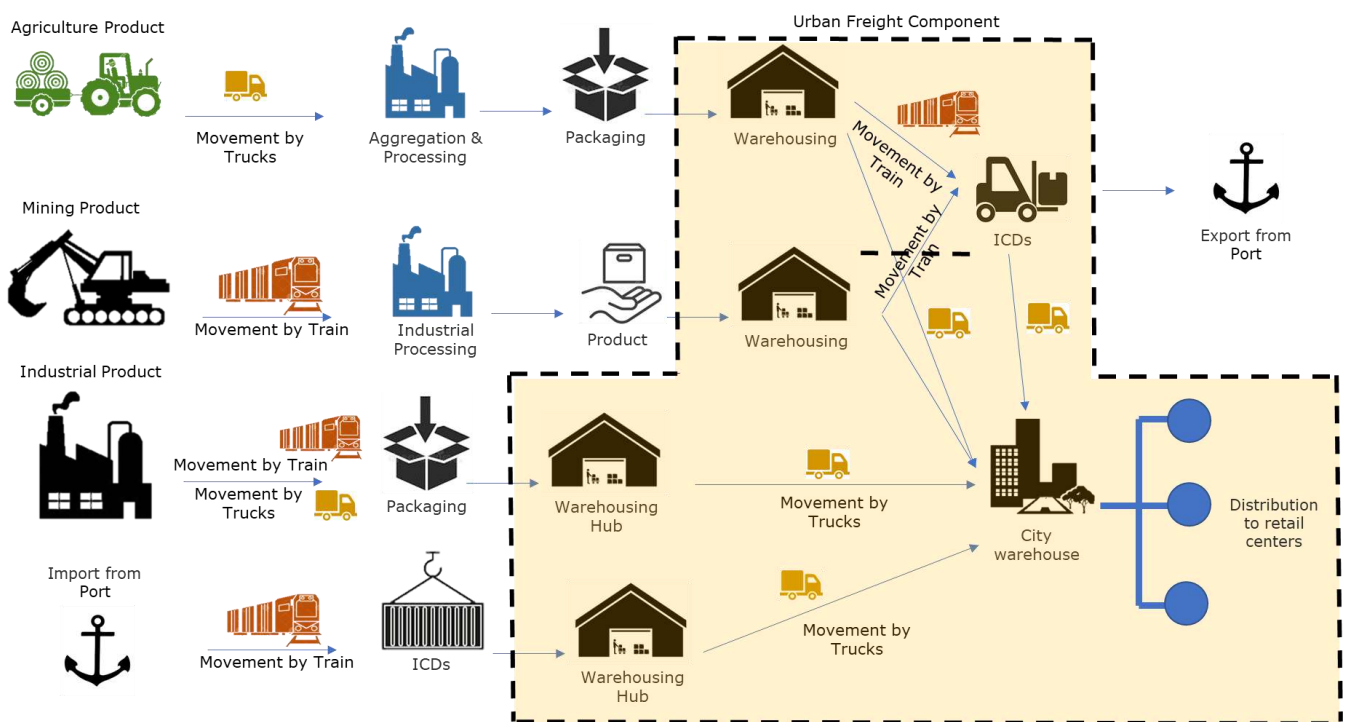 Urban Freight Component
Agriculture Product
Movement by
Trucks
Aggregation &
Processing
Packaging
Warehousing
Movement by
Train
ICDs
Export from
Port
Mining Product
Movement by Train
Industrial
Processing
Product
Warehousing
Movement by
Train
Industrial Product
Movement by Train
Movement by
Trucks
Packaging
Warehousing
Hub
Movement by
Trucks
City
warehouse
Distribution
to retail
centers
Import from
Port
Movement by Train
ICDs
Warehousing
Hub
Movement by
Trucks